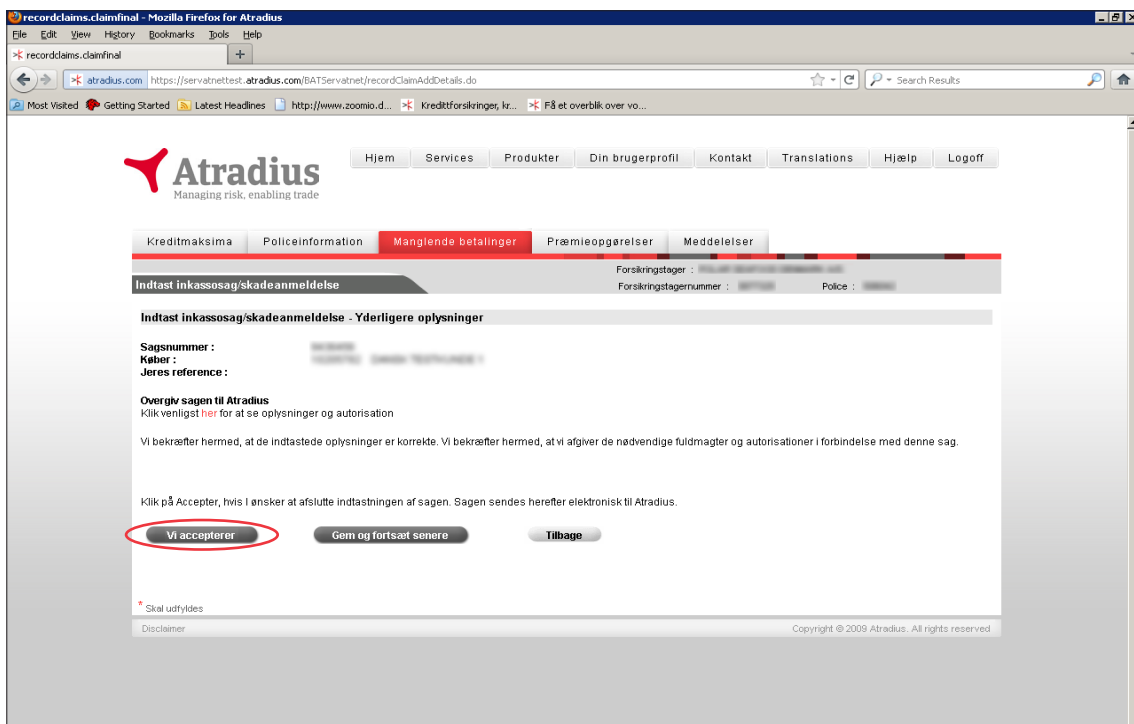 recordclaims.claimfinal - Mozilla Firefox for Atradius
File Edit View History Bookmarks Tools Help
recordclaims.claimfinal
atradius.com https://servatnettest.atradius.com/BATServatnet/recordClaimAddDetails.do Search Results
Most Visited Getting Started Latest Headlines http://www.zoomio.d... Kredittforsikringer, kr... Få et overblik over vo...
Atradius
Managing risk, enabling trade
Hjem Services Produkter Din brugerprofil Kontakt Translations Hjælp Logoff
Kreditmaksima Policeinformation Manglende betalinger Præmieopgørelser Meddelelser
Forsikringstager :
Indtast inkassosag/skadeanmeldelse Forsikringstagernummer : Police :
Indtast inkassosag/skadeanmeldelse - Yderligere oplysninger
Sagsnummer :
Køber :
Jeres reference :
Overgiv sagen til Atradius
Klik venligst her for at se oplysninger og autorisation
Vi bekræfter hermed, at de indtastede oplysninger er korrekte. Vi bekræfter hermed, at vi afgiver de nødvendige fuldmagter og autorisationer i forbindelse med denne sag.
Klik på Accepter, hvis I ønsker at afslutte indtastningen af sagen. Sagen sendes herefter elektronisk til Atradius.
Vi accepterer Gem og fortsæt senere Tilbage
* Skal udfyldes
Disclaimer Copyright © 2009 Atradius. All rights reserved